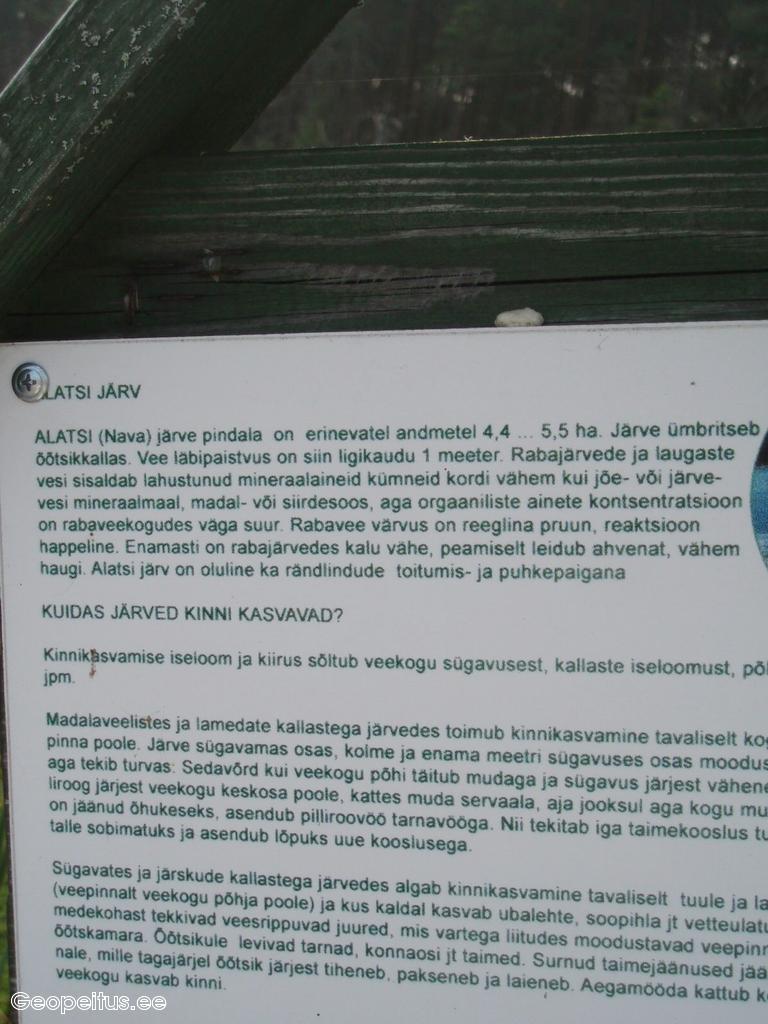 ALATSI JÄRV
ALATSI (Nava) järve pindala on erinevatel andmetel 4,4 ... 5,5 ha. Järve ümbritseb
õõtsikkallas. Vee läbipaistvus on siin ligikaudu 1 meeter. Rabajärvede ja laugaste
vesi sisaldab lahustunud mineraalaineid kümneid kordi vähem kui jõe- või järve-
vesi mineraalmaal, madal- või siirdesoos, aga orgaaniliste ainete kontsentratsioon
on rabaveekogudes väga suur. Rabavee värvus on reeglina pruun, reaktsioon
happeline. Enamasti on rabajärvedes kalu vähe, peamiselt leidub ahvenat, vähem
haugi. Alatsi järv on oluline ka rändlindude toitumis- ja puhkepaigana
KUIDAS JÄRVED KINNI KASVAVAD?
Kinnikasvamise iseloom ja kiirus sõltub veekogu sügavusest, kallaste iseloomust,
jpm.
Madalaveelistes ja lamedate kallastega järvedes toimub kinnikasvamine tavaliselt
pinna poole. Järve sügavamas osas, kolme ja enama meetri sügavuses osas
aga tekib turvas. Sedavõrd kui veekogu põhi täitub mudaga ja sügavus järjest
liroog järjest veekogu keskosa poole, kattes muda servaala, aja jooksul aga kogu
on jäänud õhukeseks, asendub pilliroovöö tarnavööga. Nii tekitab iga taimekooslus
talle sobimatuks ja asendub lõpuks uue kooslusega.
Sügavates ja järskude kallastega järvedes algab kinnikasvamine tavaliselt tuule ja
(veepinnalt veekogu põhja poole) ja kus kaldal kasvab ubalehte, soopihla jt
medekohast tekkivad veesrippuvad juured, mis vartega liitudes moodustavad
õõtskamara. Õõtsikule levivad tarnad, konnaosi jt taimed. Surnud taimejäänused
nale, mille tagajärjel õõtsik järjest tiheneb, pakseneb ja laieneb. Aegamööda kattub
veekogu kasvab kinni.
Geopeitus.ee